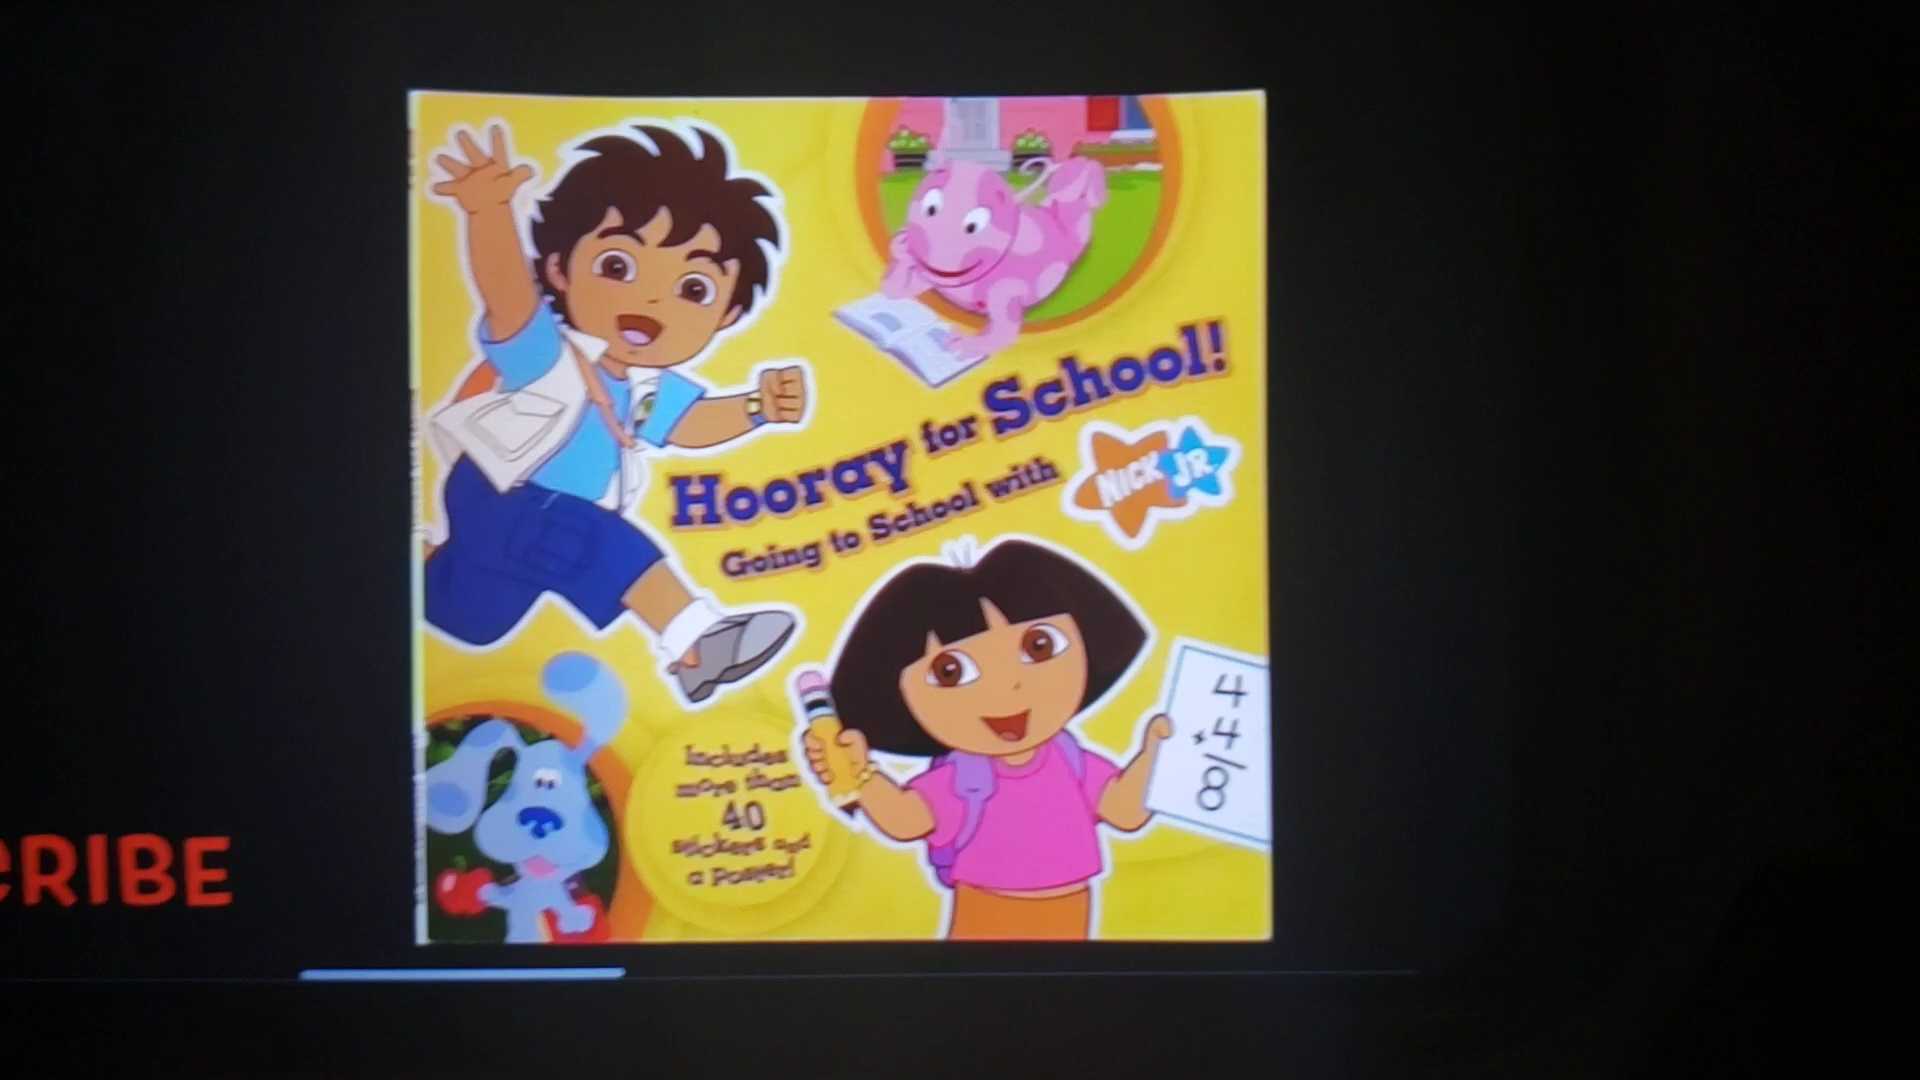 Hooray for School!
Going to School with
NICK JR.
Includes
more than
40
stickers and
a poster!
4
+4
8
CRIBE